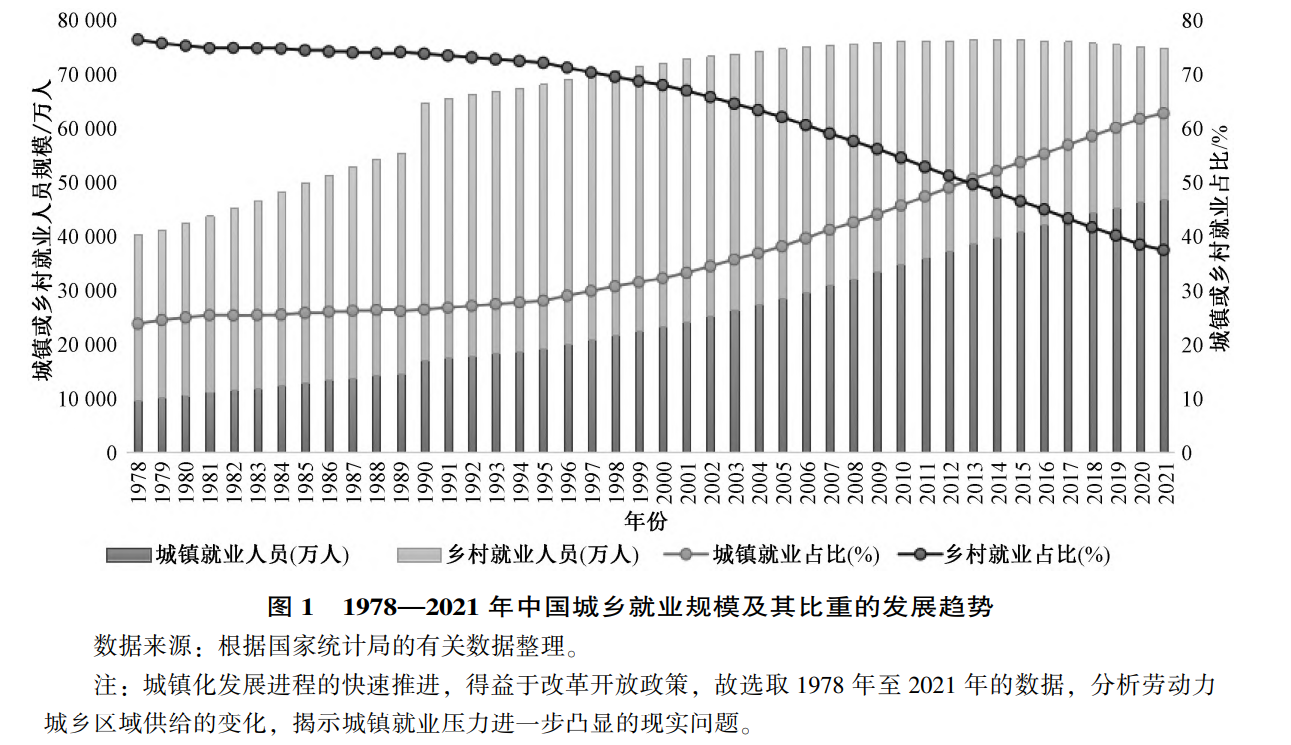 80 000
70 000
60 000
50 000
40 000
30 000
20 000
10 000
0
城镇或乡村就业人员规模/万人
80
70
60
50
40
30
20
10
0
城镇或乡村就业占比/%
1978 1979 1980 1981 1982 1983 1984 1985 1986 1987 1988 1989 1990 1991 1992 1993 1994 1995 1996 1997 1998 1999 2000 2001 2002 2003 2004 2005 2006 2007 2008 2009 2010 2011 2012 2013 2014 2015 2016 2017 2018 2019 2020 2021
年份
城镇就业人员(万人) 乡村就业人员(万人) 城镇就业占比(%) 乡村就业占比(%)
图 1 1978—2021 年中国城乡就业规模及其比重的发展趋势
数据来源：根据国家统计局的有关数据整理。
注：城镇化发展进程的快速推进，得益于改革开放政策，故选取 1978 年至 2021 年的数据，分析劳动力
城乡区域供给的变化，揭示城镇就业压力进一步凸显的现实问题。